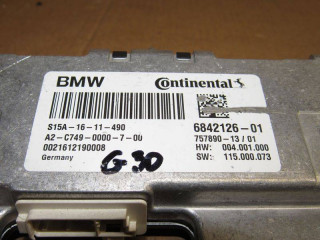 BMW Continental
S15A-16-11-490
A2-C749-0000-7-00
0021612190008
Germany
6842126-01
757890-13/01
HW: 004.001.000
SW: 115.000.073
G30